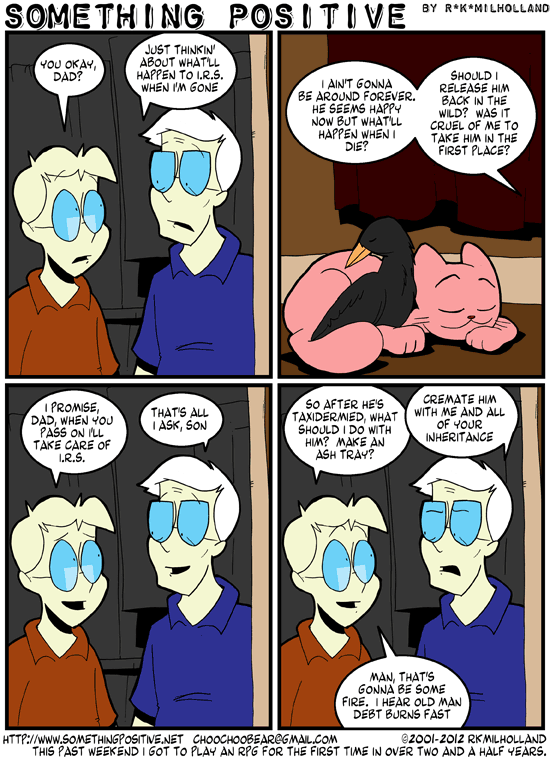 SOMETHING POSITIVE BY R*K*MILHOLLAND
YOU OKAY,
DAD?
JUST THINKIN'
ABOUT WHAT'LL
HAPPEN TO I.R.S.
WHEN I'M GONE
I AIN'T GONNA
BE AROUND FOREVER.
HE SEEMS HAPPY
NOW BUT WHAT'LL
HAPPEN WHEN I
DIE?
SHOULD I
RELEASE HIM
BACK IN THE
WILD? WAS IT
CRUEL OF ME TO
TAKE HIM IN THE
FIRST PLACE?
I PROMISE,
DAD, WHEN YOU
PASS ON I'LL
TAKE CARE OF
I.R.S.
THAT'S ALL
I ASK, SON
SO AFTER HE'S
TAXIDERMIED, WHAT
SHOULD I DO WITH
HIM? MAKE AN
ASH TRAY?
CREMATE HIM
WITH ME AND ALL
OF YOUR
INHERITANCE
MAN, THAT'S
GONNA BE SOME
FIRE. I HEAR OLD MAN
DEBT BURNS FAST
HTTP://WWW.SOMETHINGPOSITIVE.NET CHOOCHOOBEAR@GMAIL.COM ©2001-2012 RKMILHOLLAND
THIS PAST WEEKEND I GOT TO PLAY AN RPG FOR THE FIRST TIME IN OVER TWO AND A HALF YEARS.